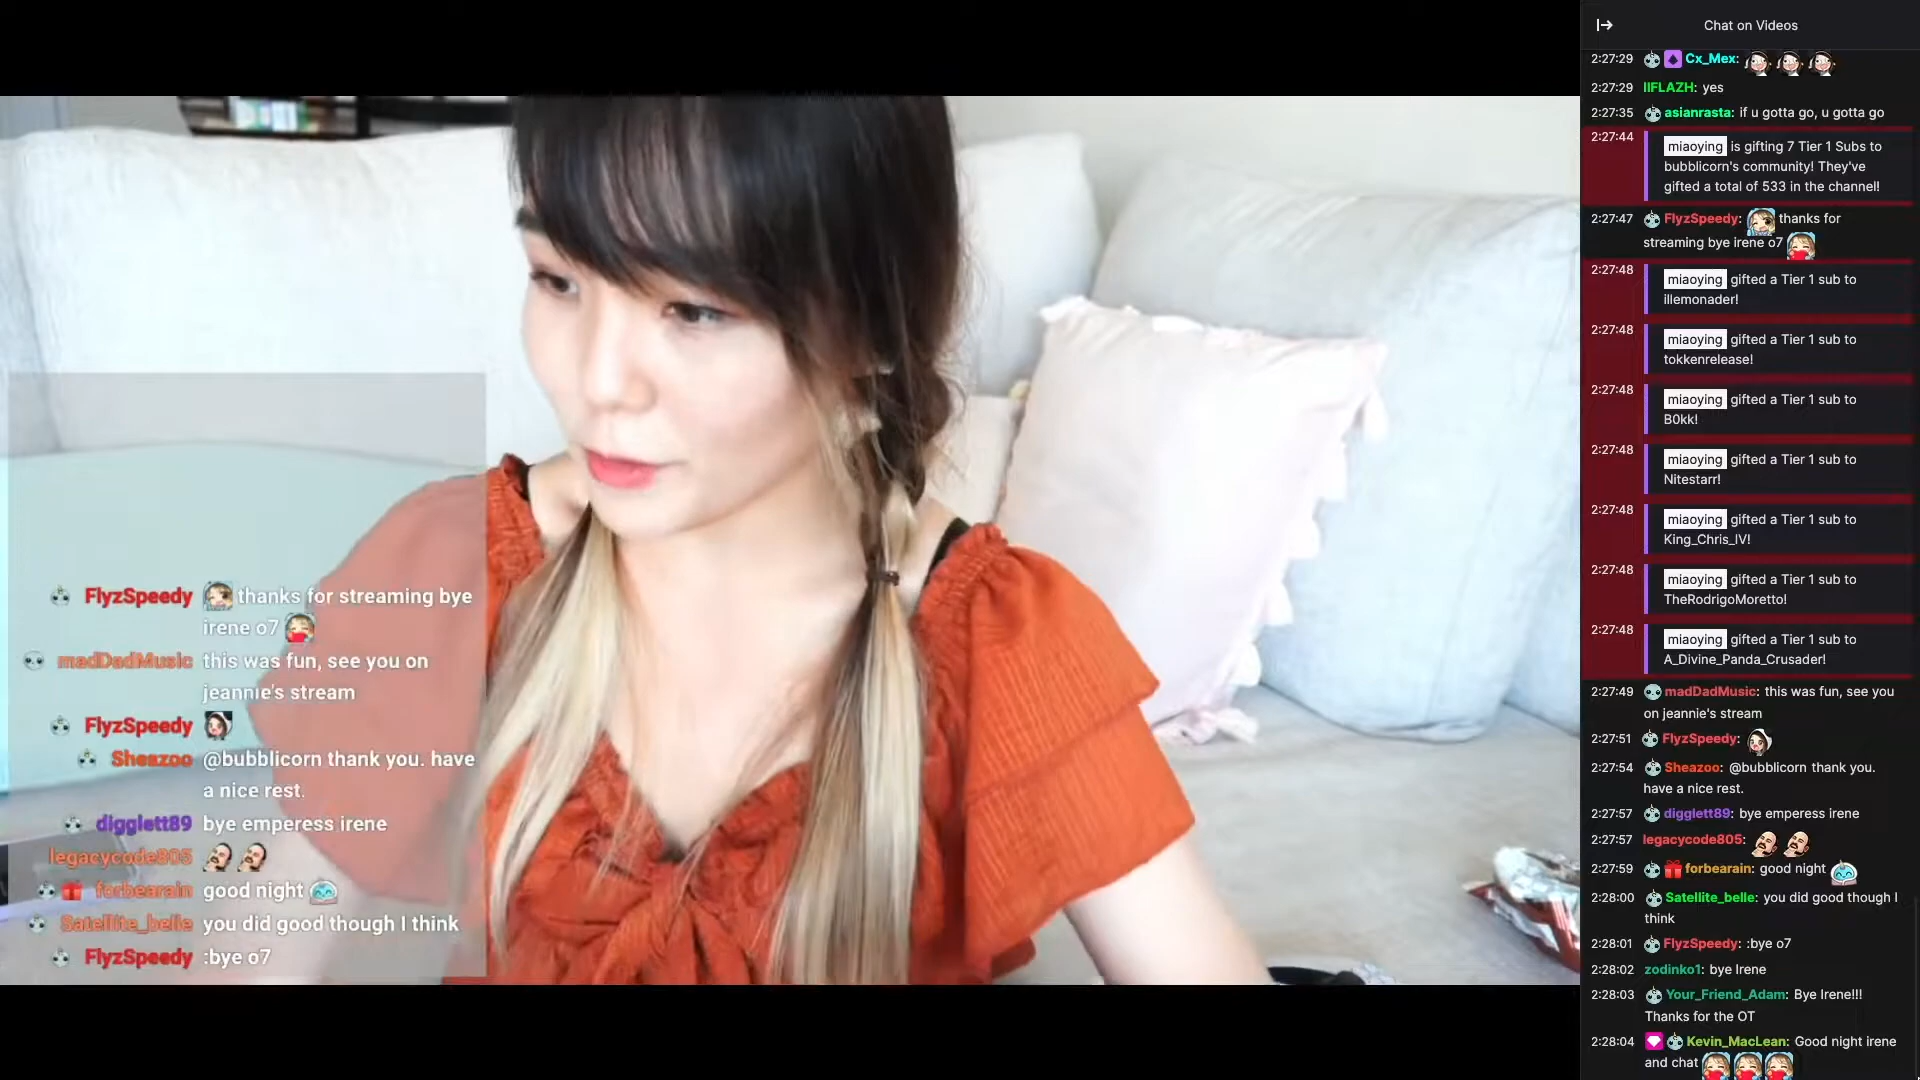 FlyzSpeedy thanks for streaming bye
irene o7
madDadMusic this was fun, see you on
jeannie's stream
FlyzSpeedy
Sheazoo @bubblicorn thank you. have
a nice rest.
digglett89 bye emperess irene
legacycode805
forbearain good night
Satellite_belle you did good though I think
FlyzSpeedy :bye o7
Chat on Videos
2:27:29 Cx_Mex:
2:27:29 IIFLAZH: yes
2:27:35 asianrasta: if u gotta go, u gotta go
2:27:44 miaoying is gifting 7 Tier 1 Subs to
bubblicorn's community! They've
gifted a total of 533 in the channel!
2:27:47 FlyzSpeedy: thanks for
streaming bye irene o7
2:27:48 miaoying gifted a Tier 1 sub to
illemonader!
2:27:48 miaoying gifted a Tier 1 sub to
tokkenrelease!
2:27:48 miaoying gifted a Tier 1 sub to
B0kk!
2:27:48 miaoying gifted a Tier 1 sub to
Nitestarr!
2:27:48 miaoying gifted a Tier 1 sub to
King_Chris_IV!
2:27:48 miaoying gifted a Tier 1 sub to
TheRodrigoMoretto!
2:27:48 miaoying gifted a Tier 1 sub to
A_Divine_Panda_Crusader!
2:27:49 madDadMusic: this was fun, see you
on jeannie's stream
2:27:51 FlyzSpeedy:
2:27:54 Sheazoo: @bubblicorn thank you.
have a nice rest.
2:27:57 digglett89: bye emperess irene
2:27:57 legacycode805:
2:27:59 forbearain: good night
2:28:00 Satellite_belle: you did good though I
think
2:28:01 FlyzSpeedy: :bye o7
2:28:02 zodinko1: bye Irene
2:28:03 Your_Friend_Adam: Bye Irene!!!
Thanks for the OT
2:28:04 Kevin_MacLean: Good night irene
and chat